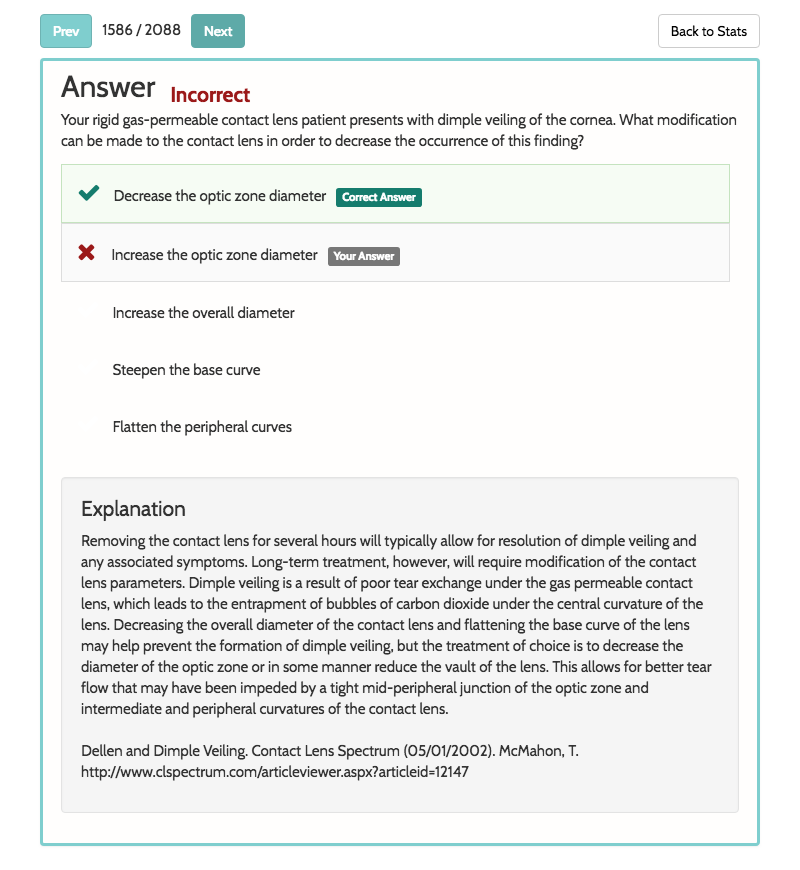 Prev 1586 / 2088 Next Back to Stats
Answer Incorrect
Your rigid gas-permeable contact lens patient presents with dimple veiling of the cornea. What modification
can be made to the contact lens in order to decrease the occurrence of this finding?
Decrease the optic zone diameter Correct Answer
Increase the optic zone diameter Your Answer
Increase the overall diameter
Steepen the base curve
Flatten the peripheral curves
Explanation
Removing the contact lens for several hours will typically allow for resolution of dimple veiling and
any associated symptoms. Long-term treatment, however, will require modification of the contact
lens parameters. Dimple veiling is a result of poor tear exchange under the gas permeable contact
lens, which leads to the entrapment of bubbles of carbon dioxide under the central curvature of the
lens. Decreasing the overall diameter of the contact lens and flattening the base curve of the lens
may help prevent the formation of dimple veiling, but the treatment of choice is to decrease the
diameter of the optic zone or in some manner reduce the vault of the lens. This allows for better tear
flow that may have been impeded by a tight mid-peripheral junction of the optic zone and
intermediate and peripheral curvatures of the contact lens.
Dellen and Dimple Veiling. Contact Lens Spectrum (05/01/2002). McMahon, T.
http://www.clspectrum.com/articleviewer.aspx?articleid=12147